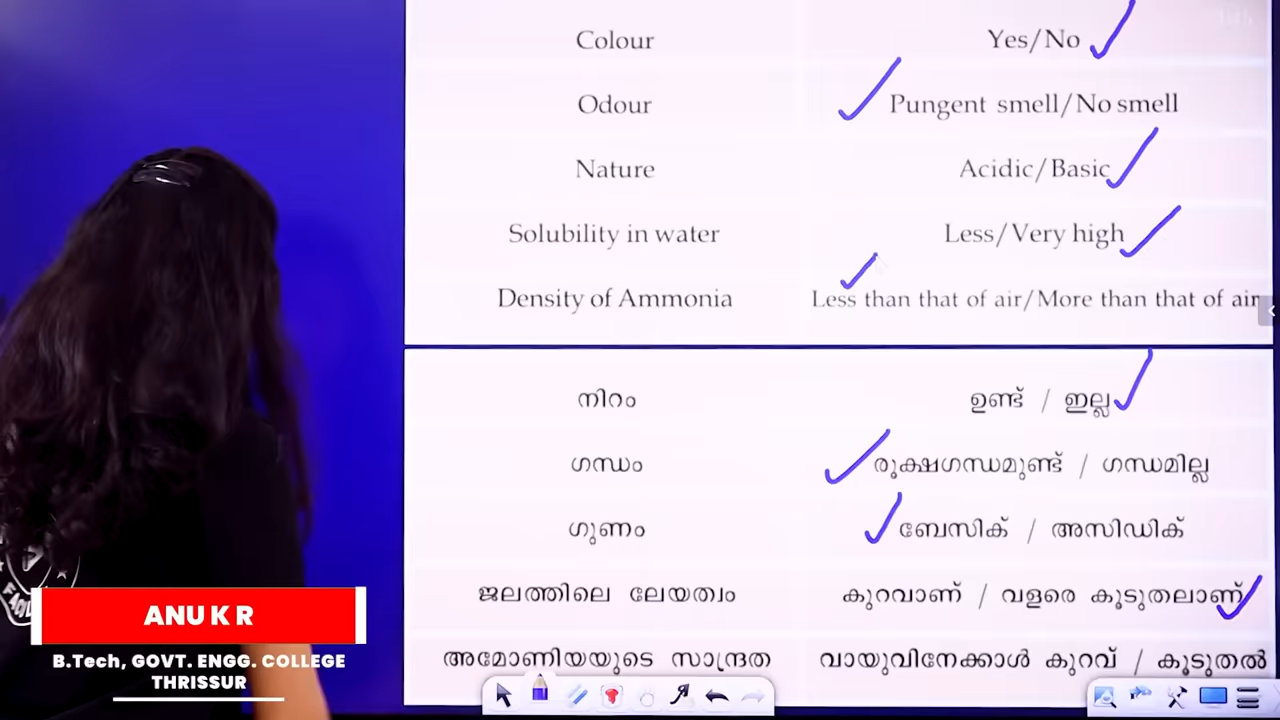 Colour Yes/No
Odour Pungent smell/No smell
Nature Acidic/Basic
Solubility in water Less/Very high
Density of Ammonia Less than that of air/More than that of air
നിറം ഉണ്ട് / ഇല്ല
ഗന്ധം രൂക്ഷഗന്ധമുണ്ട് / ഗന്ധമില്ല
ഗുണം ബേസിക് / അസിഡിക്
ജലത്തിലെ ലേയത്വം കുറവാണ് / വളരെ കൂടുതലാണ്
അമോണിയയുടെ സാന്ദ്രത വായുവിനേക്കാൾ കുറവ് / കൂടുതൽ
ANU K R
B.Tech, GOVT. ENGG. COLLEGE
THRISSUR